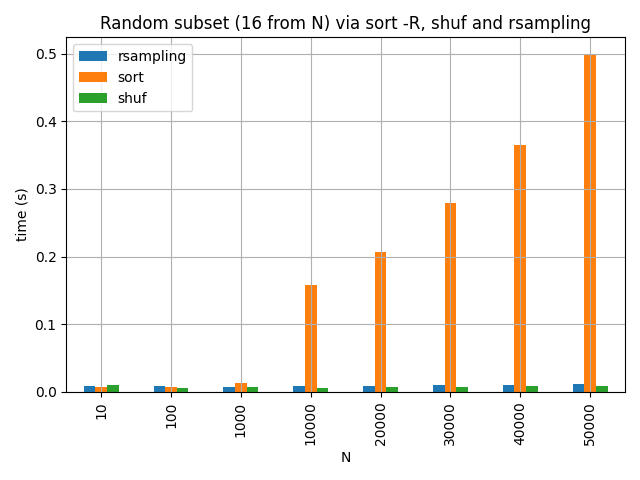 Random subset (16 from N) via sort -R, shuf and rsampling
rsampling
sort
shuf
time (s)
0.5
0.4
0.3
0.2
0.1
0.0
10
100
1000
10000
20000
30000
40000
50000
N